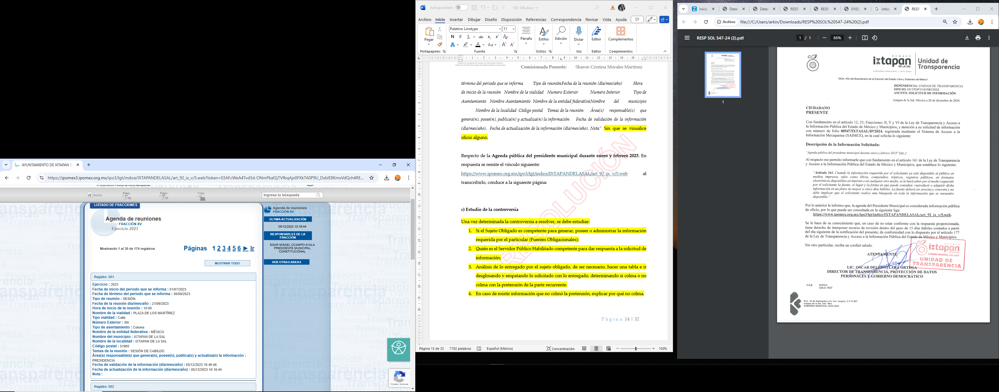 AYUNTAMIENTO DE IXTAPAN D
https://ipomex3.ipomex.org.mx/ipo3/lgt/indice/IXTAPANDELASAL/art_92_ix_v/5.web?token=03AFcWeA4Tvd3d-ONmPkaf2jTVfbqAjx0FXkTA0P9U_DsbIE8KmxVdQch4RE...
Inicio
Ingresa tu búsqueda
LISTADO DE FRACCIONES
Agenda de reuniones
FRACCIÓN XV
Ejercicio 2023
Mostrando 1 al 30 de 174 registros
Páginas 1 2 3 4 5 6 ► Ir
MOSTRAR TODO
Registro: 001
Ejercicio : 2023
Fecha de inicio del periodo que se informa : 01/07/2023
Fecha de término del periodo que se informa : 30/09/2023
Tipo de reunión : SESIÓN
Fecha de la reunión día/mes/año : 21/09/2023
Hora de inicio de la reunión : 10:00
Nombre de la vialidad : PLAZA DE LOS MARTÍREZ
Tipo vialidad : Calle
Número Exterior : SN
Tipo de asentamiento : Colonia
Nombre de la entidad federativa : MÉXICO
Nombre del municipio : IXTAPAN DE LA SAL
Nombre de la localidad : IXTAPAN DE LA SAL
Código postal : 51900
Temas de la reunión : SESIÓN DE CABILDO
Área(s) responsable(s) que genera(n), posee(n), publica(n) y actualiza(n) la información :
PRESIDENCIA
Fecha de validación de la información (día/mes/año) : 05/12/2023 10:49:46
Fecha de actualización de la información (día/mes/año) : 05/12/2023 10:16:44
Nota :
Registro: 002
Agenda de reuniones
FRACCIÓN XV
ULTIMA ACTUALIZACIÓN
05/12/2023 10:16:44
RESPONSABLES DE LA
FRACCIÓN
EGAR MISAEL OCAMPO AYALA
PRESIDENTE MUNICIPAL
CONSTITUCIONAL
VER OTRAS AREAS
Autoguardado
102-103.docx
Archivo Inicio Insertar Dibujar Diseño Disposición Referencias Correspondencia Revisar Vista Ayuda
Palatino Linotype 11
Pegar
Párrafo
Estilos
Edición
Dictar
Editor
Complementos
Portapapeles Fuente Estilos Voz Editor Complementos
Instituto de Transparencia, Acceso a la Información Pública y
Protección de Datos Personales del Estado de México y Municipios
Comisionada Ponente: Sharon Cristina Morales Martínez
término del periodo que se informa Tipo de reuniónFecha de la reunión (día/mes/año) Hora
de inicio de la reunión Nombre de la vialidad Numero Exterior Numero Interior Tipo de
Asentamiento Nombre Asentamiento Nombre de la entidad federativaNombre del municipio
Nombre de la localidad Código postal Temas de la reunión Área(s) responsable(s) que
genera(n), posee(n), publica(n) y actualiza(n) la información Fecha de validación de la información
(día/mes/año). Fecha de actualización de la información (día/mes/año). Nota” Sin que se visualice
oficio alguno.
Respecto de la Agenda pública del presidente municipal durante enero y febrero 2023. En
respuesta se remite el vínculo siguiente:
https://www.ipomex.org.mx/ipo3/lgt/indice/IXTAPANDELASAL/art_92_ix_v/5.web al
transcribirlo, conduce a la siguiente página:
RESOLUCIÓN
c) Estudio de la controversia
Una vez determinada la controversia a resolver, se debe estudiar:
1. Si el Sujeto Obligado es competente para generar, poseer o administrar la información
requerida por el particular (Fuentes Obligacionales);
2. Quién es el Servidor Público Habilitado competente para dar respuesta a la solicitud de
información;
3. Análisis de lo entregado por el sujeto obligado, de ser necesario, hacer una tabla e ir
desglosando y empatando lo solicitado con lo entregado, determinando si colma o no
colma con la pretensión de la parte recurrente.
4. En caso de existir información que no colmó la pretensión, explicar por qué no colma.
Página 14 | 32
Página 15 de 32 7782 palabras Español (México) Concentración 100%
Inicio Detal Detal RESP RESP 0103_ infoe RESP
Archivo file:///C:/Users/arkin/Downloads/RESP%20SOL%20547-24%20(2).pdf
RESP SOL 547-24 (2).pdf 1 / 1 86%
1
RENACE
ixtapan
DE LA SAL
GOBIERNO MUNICIPAL | 2022-2024
Unidad de
Transparencia
"2024, Año del Bicentenario de la Erección del Estado Libre y Soberano de México".
DEPENDENCIA: UNIDAD DE TRANSPARENCIA
OFICIO: DUTPDPYGD/985/2024
ASUNTO: SOLICITUD DE INFORMACIÓN
Ixtapan de la Sal, México a 20 de diciembre de 2024.
CIUDADANO
PRESENTE
Con fundamento en el artículo 12, 53, Fracciones: II, V y VI de la Ley de Transparencia y Acceso a
la Información Pública del Estado de México y Municipios, y atención a su solicitud de información
con número de folio 00547/IXTASAL/IP/2024, registrada mediante el Sistema de Acceso a la
Información Mexiquense (SAIMEX), en la cual solicita lo siguiente:
Descripción de la Información Solicitada:
"Agenda pública del presidente municipal durante enero y febrero 2023" [sic.]
Al respecto me permito informarle que con fundamento en el artículo 161 de la Ley de Transparencia
y Acceso a la Información Pública del Estado de México y Municipios, que establece lo siguiente:
"Artículo 161. Cuando la información requerida por el solicitante ya esté disponible al público en
medios impresos, tales como libros, compendios, trípticos, registros públicos, en formatos
electrónicos disponibles en Internet o en cualquier otro medio, se le hará saber por el medio requerido
por el solicitante la fuente, el lugar y la forma en que puede consultar, reproducir o adquirir dicha
información en un plazo no mayor a cinco días hábiles. La fuente deberá ser precisa y concreta y no
debe implicar que el solicitante realice una búsqueda en toda la información que se encuentre
disponible."
Por lo anterior le informo que, la agenda del Presidente Municipal es considerada información pública
de oficio, por lo que puede ser consultada en la siguiente liga:
https://www.ipomex.org.mx/ipo3/lgt/indice/IXTAPANDELASAL/art_92_ix_v/5.web.
Se le hace de su conocimiento que, en caso de no estar conforme con la respuesta proporcionada,
tiene derecho de interponer recurso de revisión dentro del pazo de 15 días hábiles contados a partir
del día siguiente de la notificación del presente; de conformidad con lo dispuesto por el artículo 177
de la Ley de Transparencia y Acceso a la Información Pública del Estado de México y Municipios.
Sin otro particular, reciba un cordial saludo.
ATENTAMENTE
LIC. OSCAR DELFINO LARA ORTEGA
DIRECTOR DE TRANSPARENCIA, PROTECCIÓN DE DATOS
PERSONALES Y GOBIERNO DEMOCRÁTICO
RENACE
ixtapan
DE LA SAL
GOBIERNO MUNICIPAL 2022-2024
UNIDAD DE
TRANSPARENCIA
c.c.p. Archivo.
ODLO: RGT
Prol. 16 de Septiembre s/n, Col. Ixtapita, C.P 51907
Ixtapan de la Sal, Edo. Mex.
GOBIERNO MUNICIPAL 2022-2024